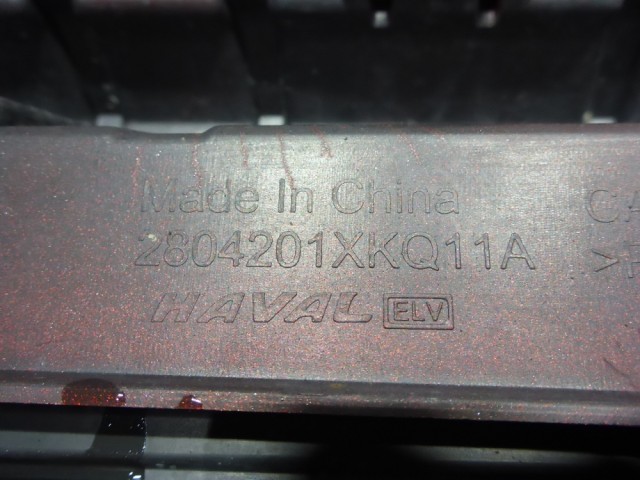 Made In China
2804201XKQ11A
HAVAL ELV